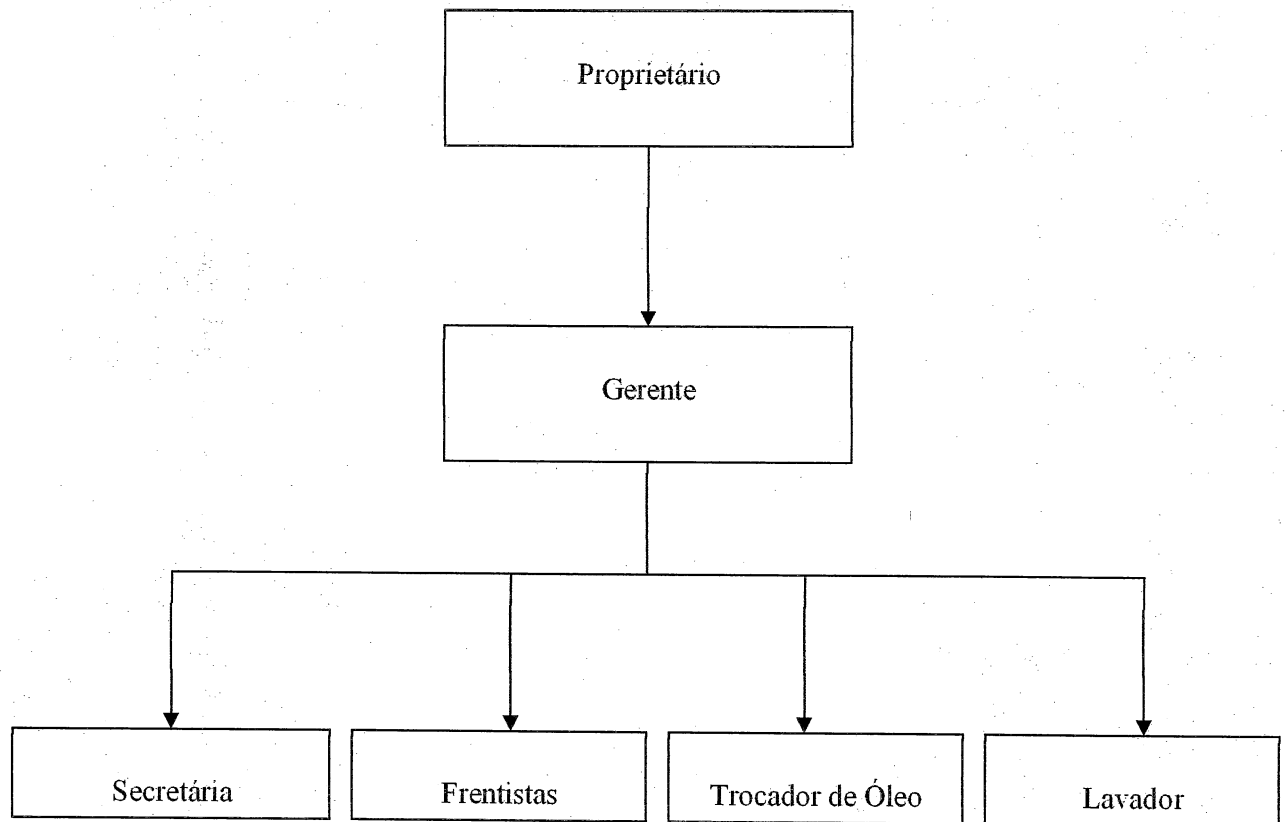 Proprietário
Gerente
Secretária
Frentistas
Trocador de Óleo
Lavador